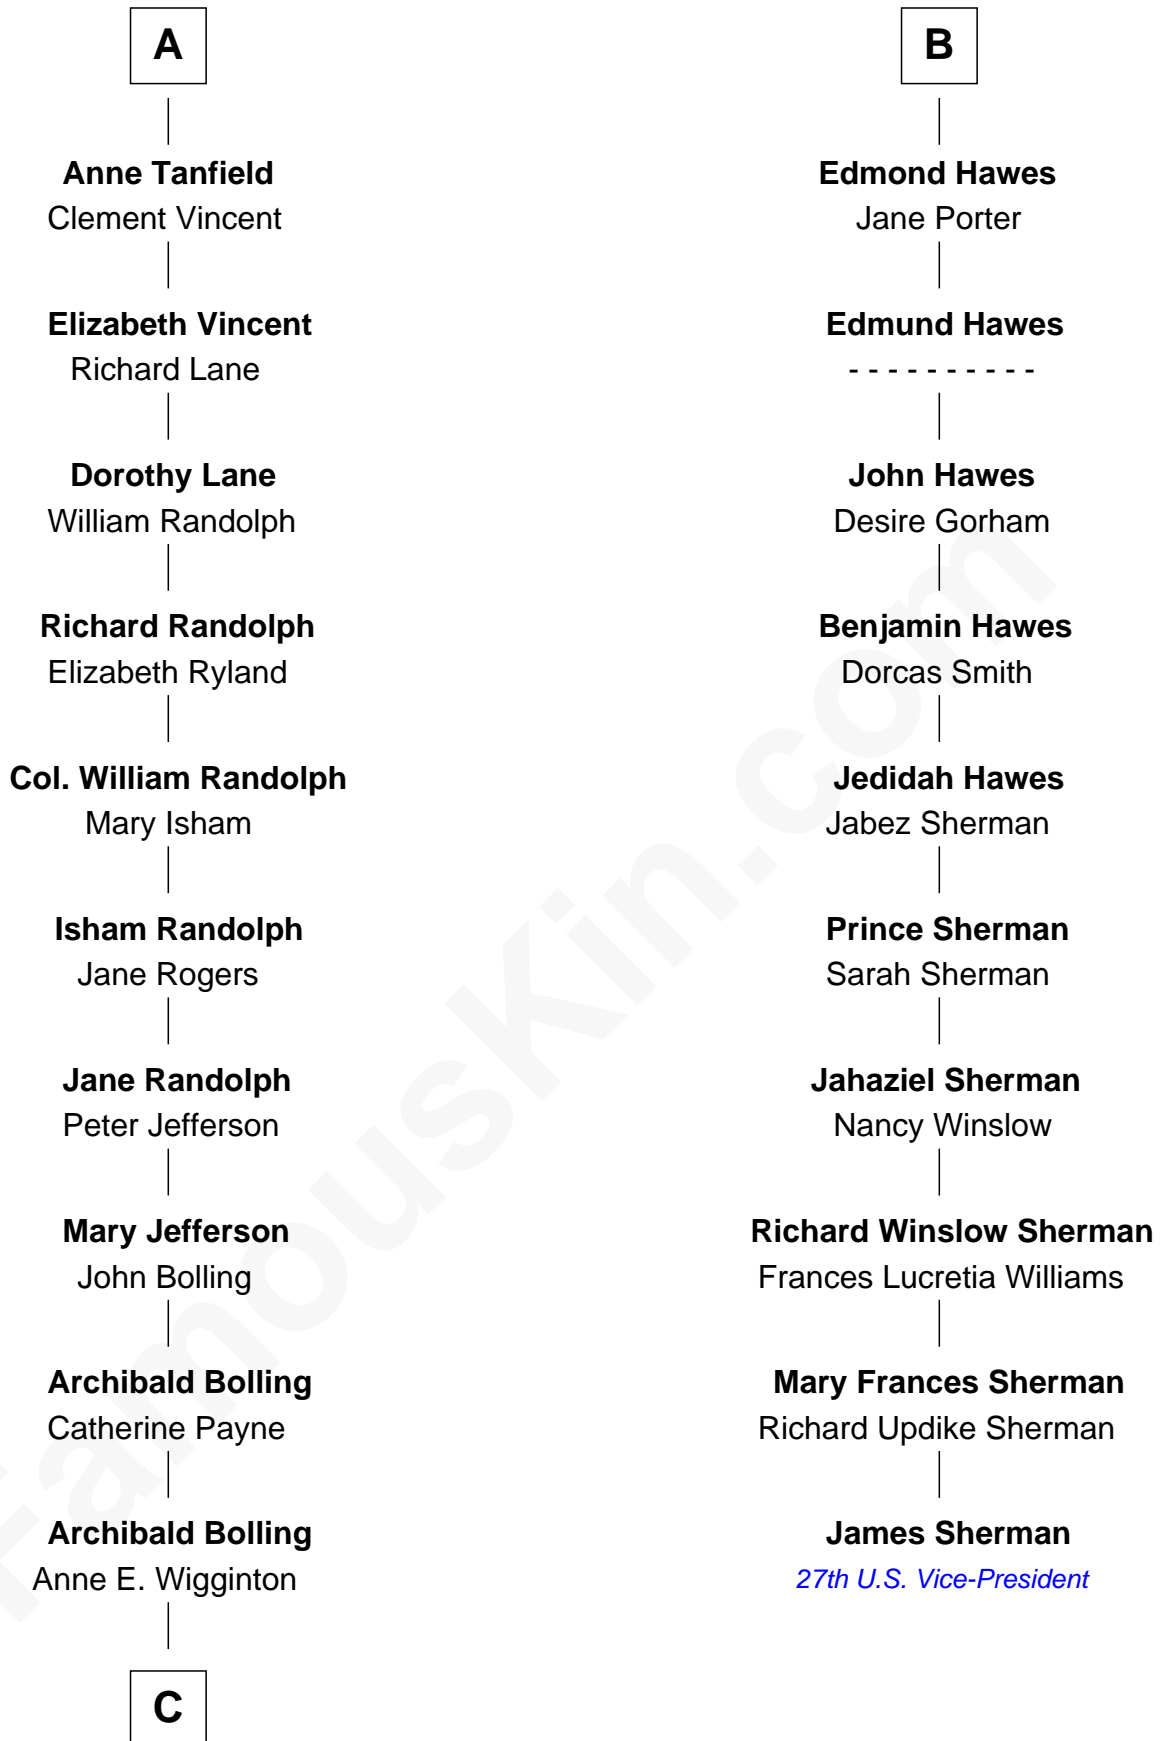 A
Anne Tanfield
Clement Vincent
Elizabeth Vincent
Richard Lane
Dorothy Lane
William Randolph
Richard Randolph
Elizabeth Ryland
Col. William Randolph
Mary Isham
Isham Randolph
Jane Rogers
Jane Randolph
Peter Jefferson
Mary Jefferson
John Bolling
Archibald Bolling
Catherine Payne
Archibald Bolling
Anne E. Wigginton
C
B
Edmond Hawes
Jane Porter
Edmund Hawes
- - - - - - - - - -
John Hawes
Desire Gorham
Benjamin Hawes
Dorcas Smith
Jedidah Hawes
Jabez Sherman
Prince Sherman
Sarah Sherman
Jahaziel Sherman
Nancy Winslow
Richard Winslow Sherman
Frances Lucretia Williams
Mary Frances Sherman
Richard Updike Sherman
James Sherman
27th U.S. Vice-President
FamousKin.com